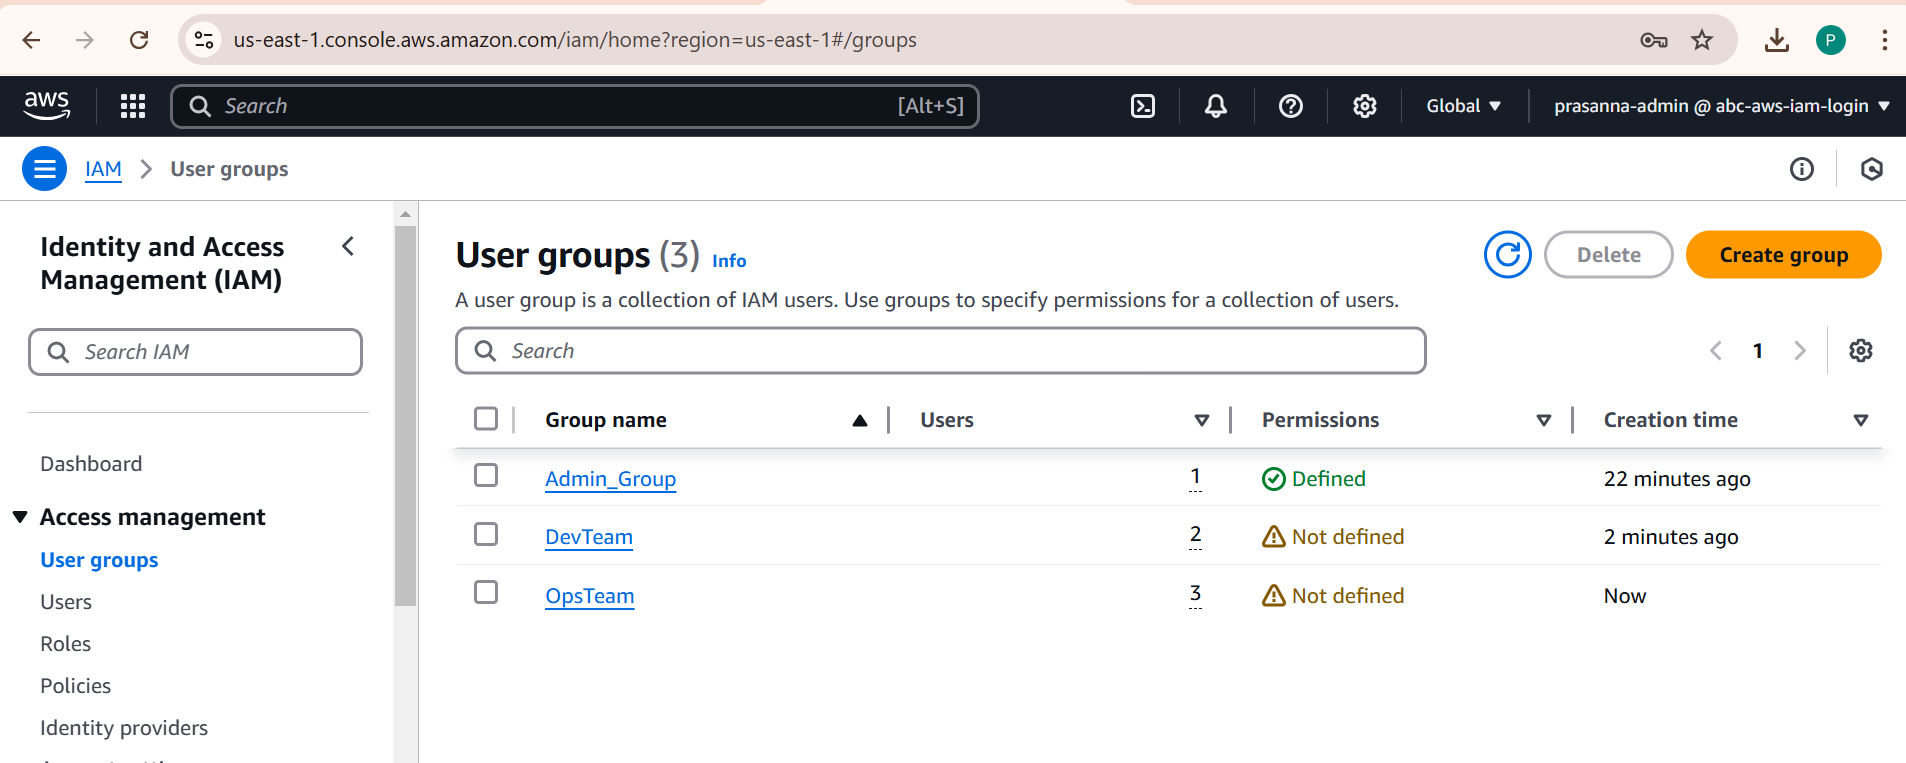 us-east-1.console.aws.amazon.com/iam/home?region=us-east-1#/groups
P
aws
Search
[Alt+S]
Global
prasanna-admin @ abc-aws-iam-login
IAM
User groups
Identity and Access
Management (IAM)
Search IAM
Dashboard
Access management
User groups
Users
Roles
Policies
Identity providers
User groups (3) Info
Delete
Create group
A user group is a collection of IAM users. Use groups to specify permissions for a collection of users.
Search
1
Group name Users Permissions Creation time
Admin_Group 1 Defined 22 minutes ago
DevTeam 2 Not defined 2 minutes ago
OpsTeam 3 Not defined Now